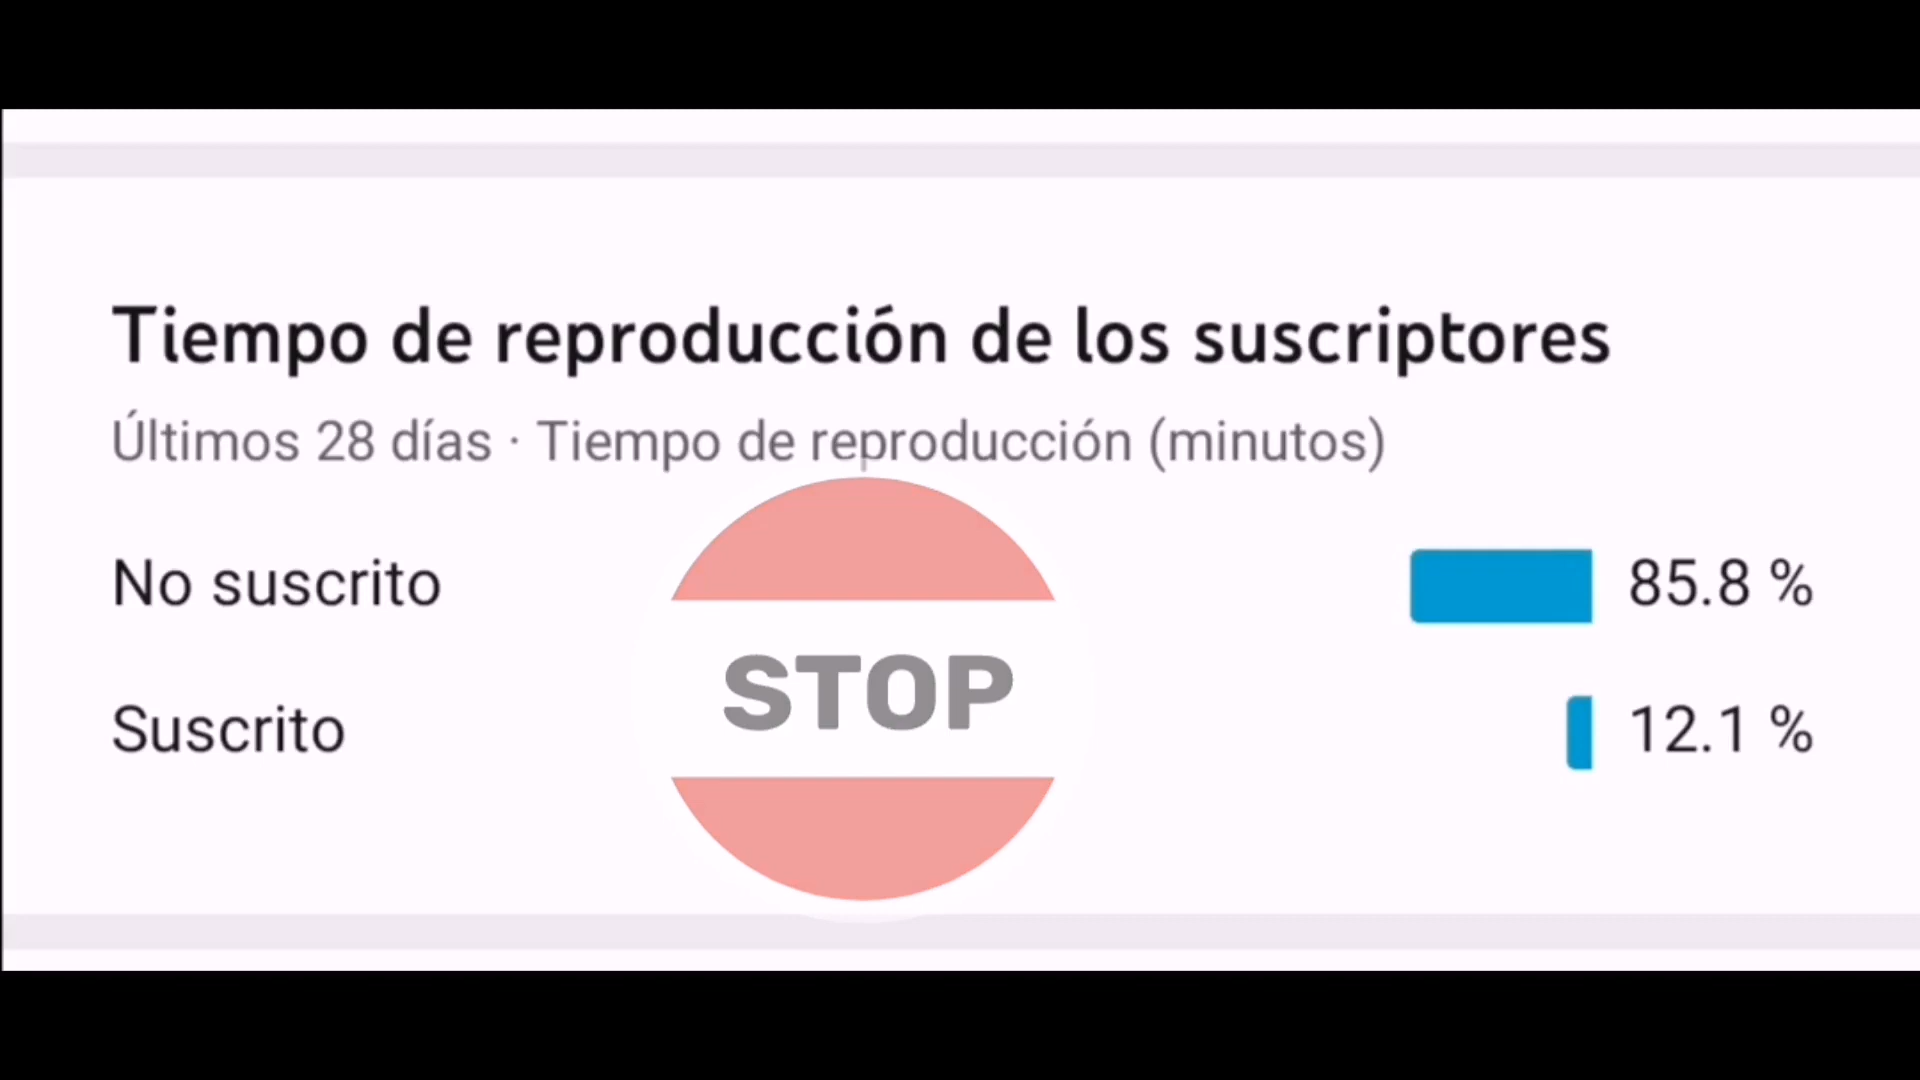 Tiempo de reproducción de los suscriptores
Últimos 28 días · Tiempo de reproducción (minutos)
No suscrito 85.8 %
STOP
Suscrito 12.1 %